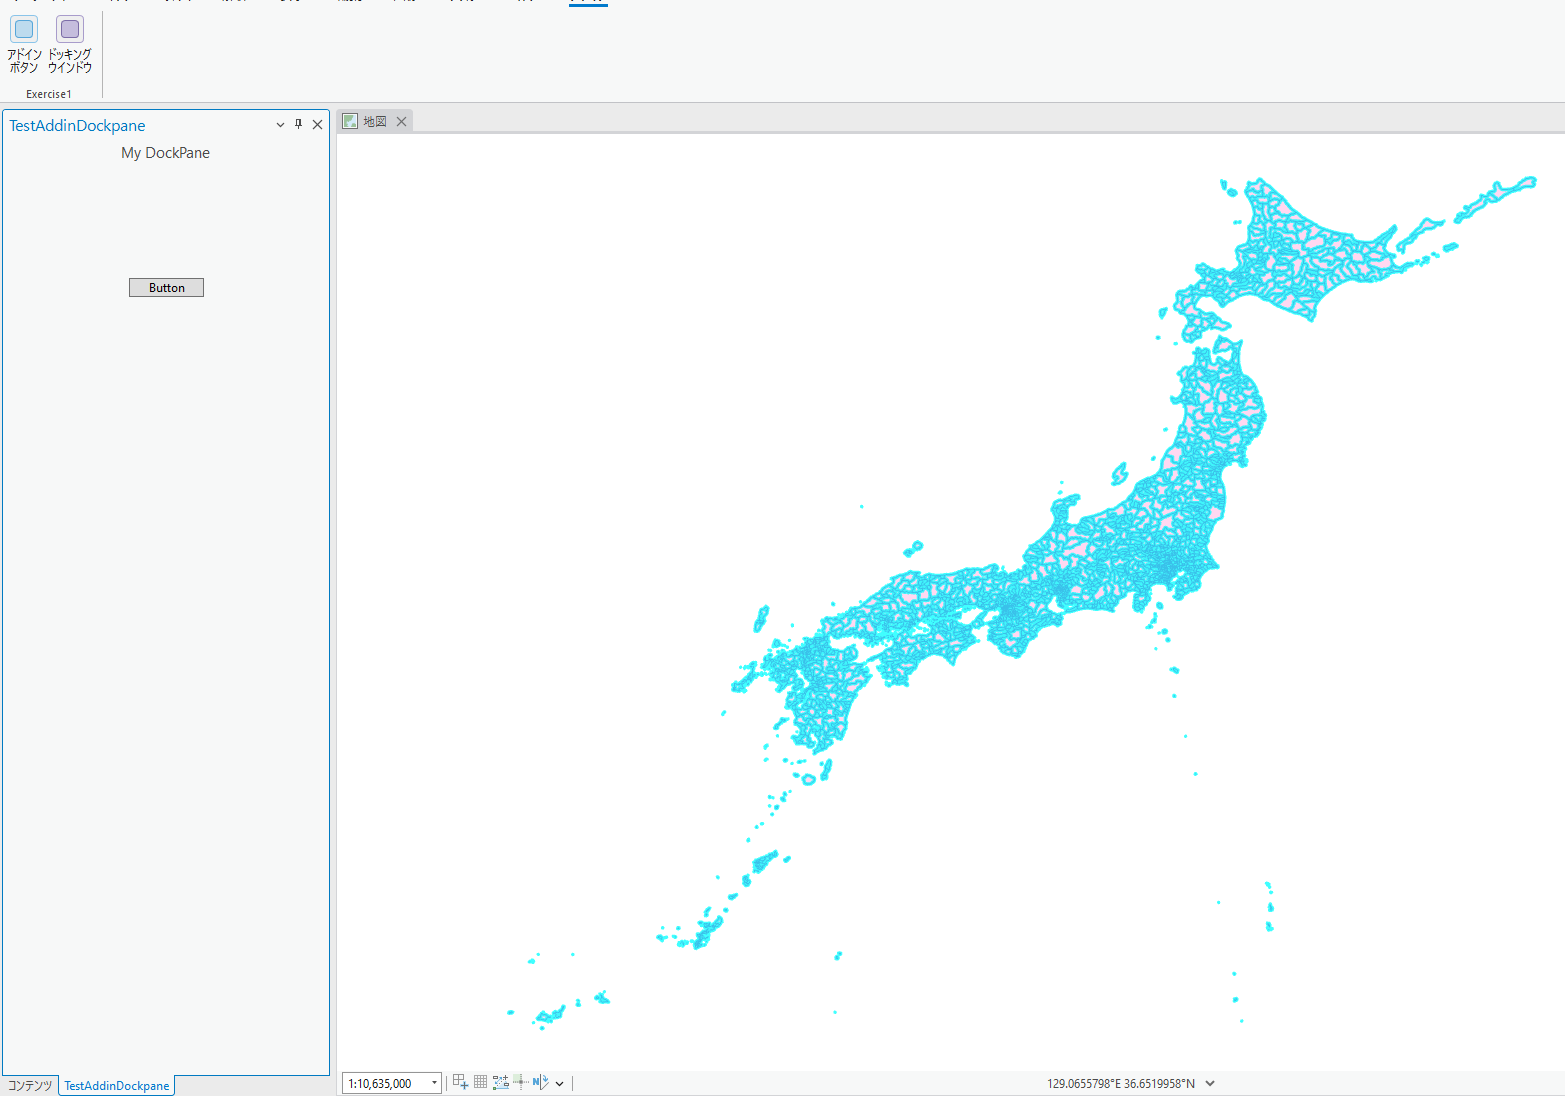 アドイン
ボタン
ドッキング
ウインドウ
Exercise1
TestAddinDockpane
My DockPane
Button
地図
コンテンツ
TestAddinDockpane
1:10,635,000
129.0655798°E 36.6519958°N